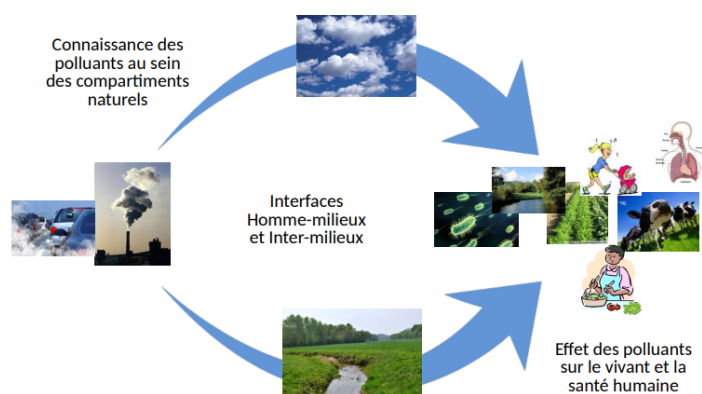 Connaissance des
polluants au sein
des compartiments
naturels
Interfaces
Homme-milieux
et Inter-milieux
Effet des polluants
sur le vivant et la
santé humaine